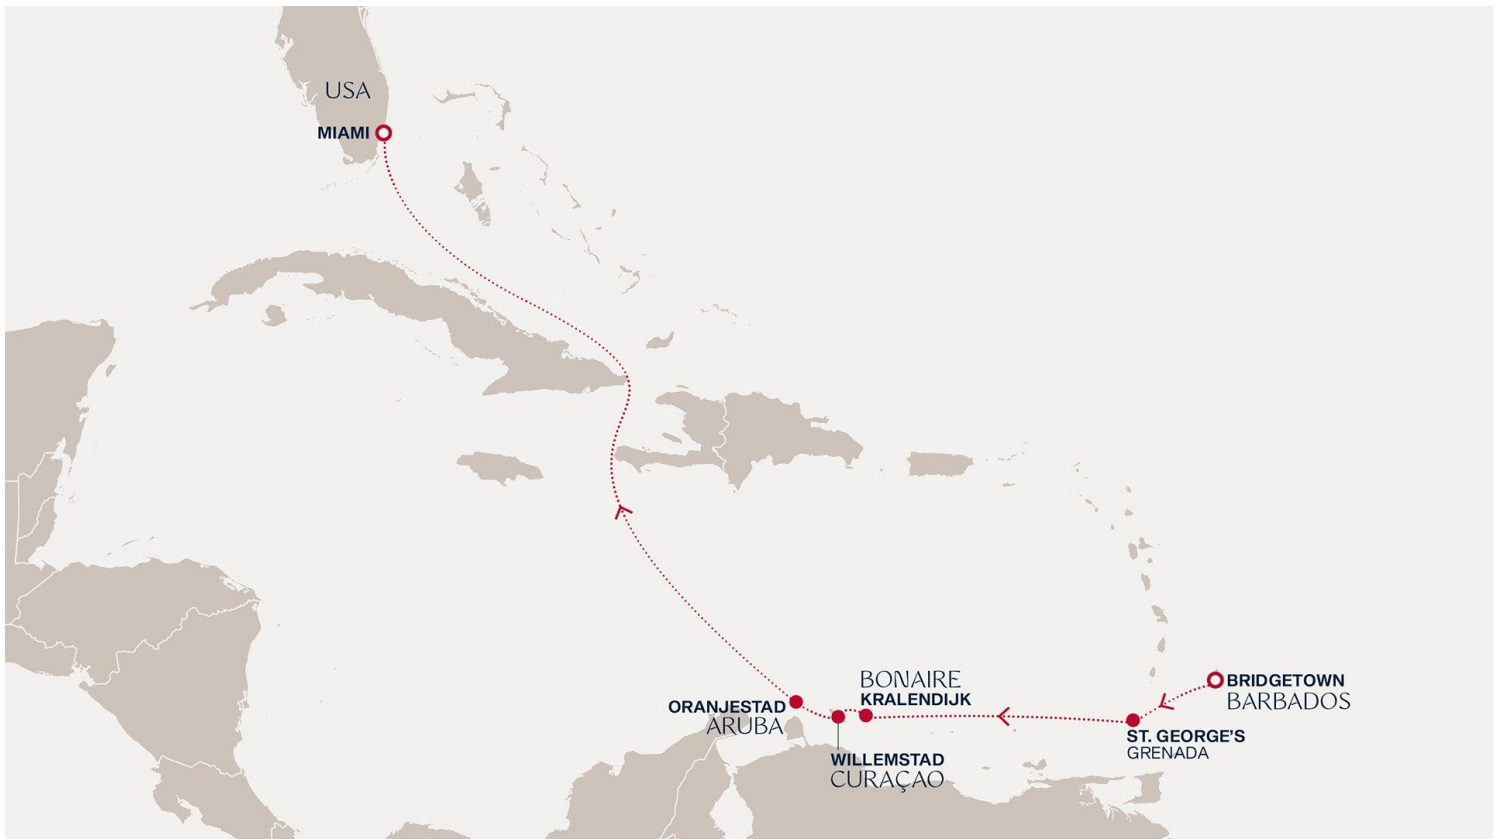 USA
MIAMI
BONAIRE
KRALENDIJK
ORANJESTAD
ARUBA
WILLEMSTAD
CURAÇAO
BRIDGETOWN
BARBADOS
ST. GEORGE'S
GRENADA